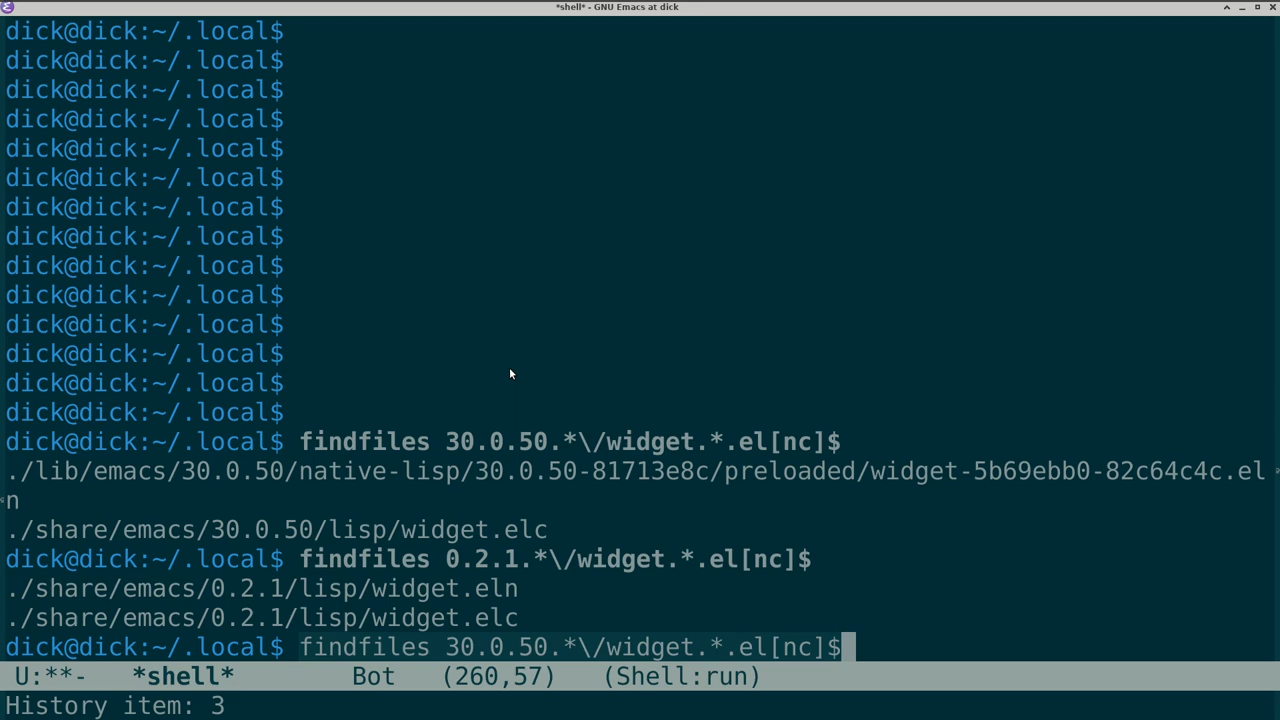 *shell* - GNU Emacs at dick
dick@dick:~/.local$
dick@dick:~/.local$
dick@dick:~/.local$
dick@dick:~/.local$
dick@dick:~/.local$
dick@dick:~/.local$
dick@dick:~/.local$
dick@dick:~/.local$
dick@dick:~/.local$
dick@dick:~/.local$
dick@dick:~/.local$
dick@dick:~/.local$
dick@dick:~/.local$
dick@dick:~/.local$
dick@dick:~/.local$ findfiles 30.0.50.*\/widget.*.el[nc]$
./lib/emacs/30.0.50/native-lisp/30.0.50-81713e8c/preloaded/widget-5b69ebb0-82c64c4c.el
n
./share/emacs/30.0.50/lisp/widget.elc
dick@dick:~/.local$ findfiles 0.2.1.*\/widget.*.el[nc]$
./share/emacs/0.2.1/lisp/widget.eln
./share/emacs/0.2.1/lisp/widget.elc
dick@dick:~/.local$ findfiles 30.0.50.*\/widget.*.el[nc]$
U:**- *shell* Bot (260,57) (Shell:run)
History item: 3